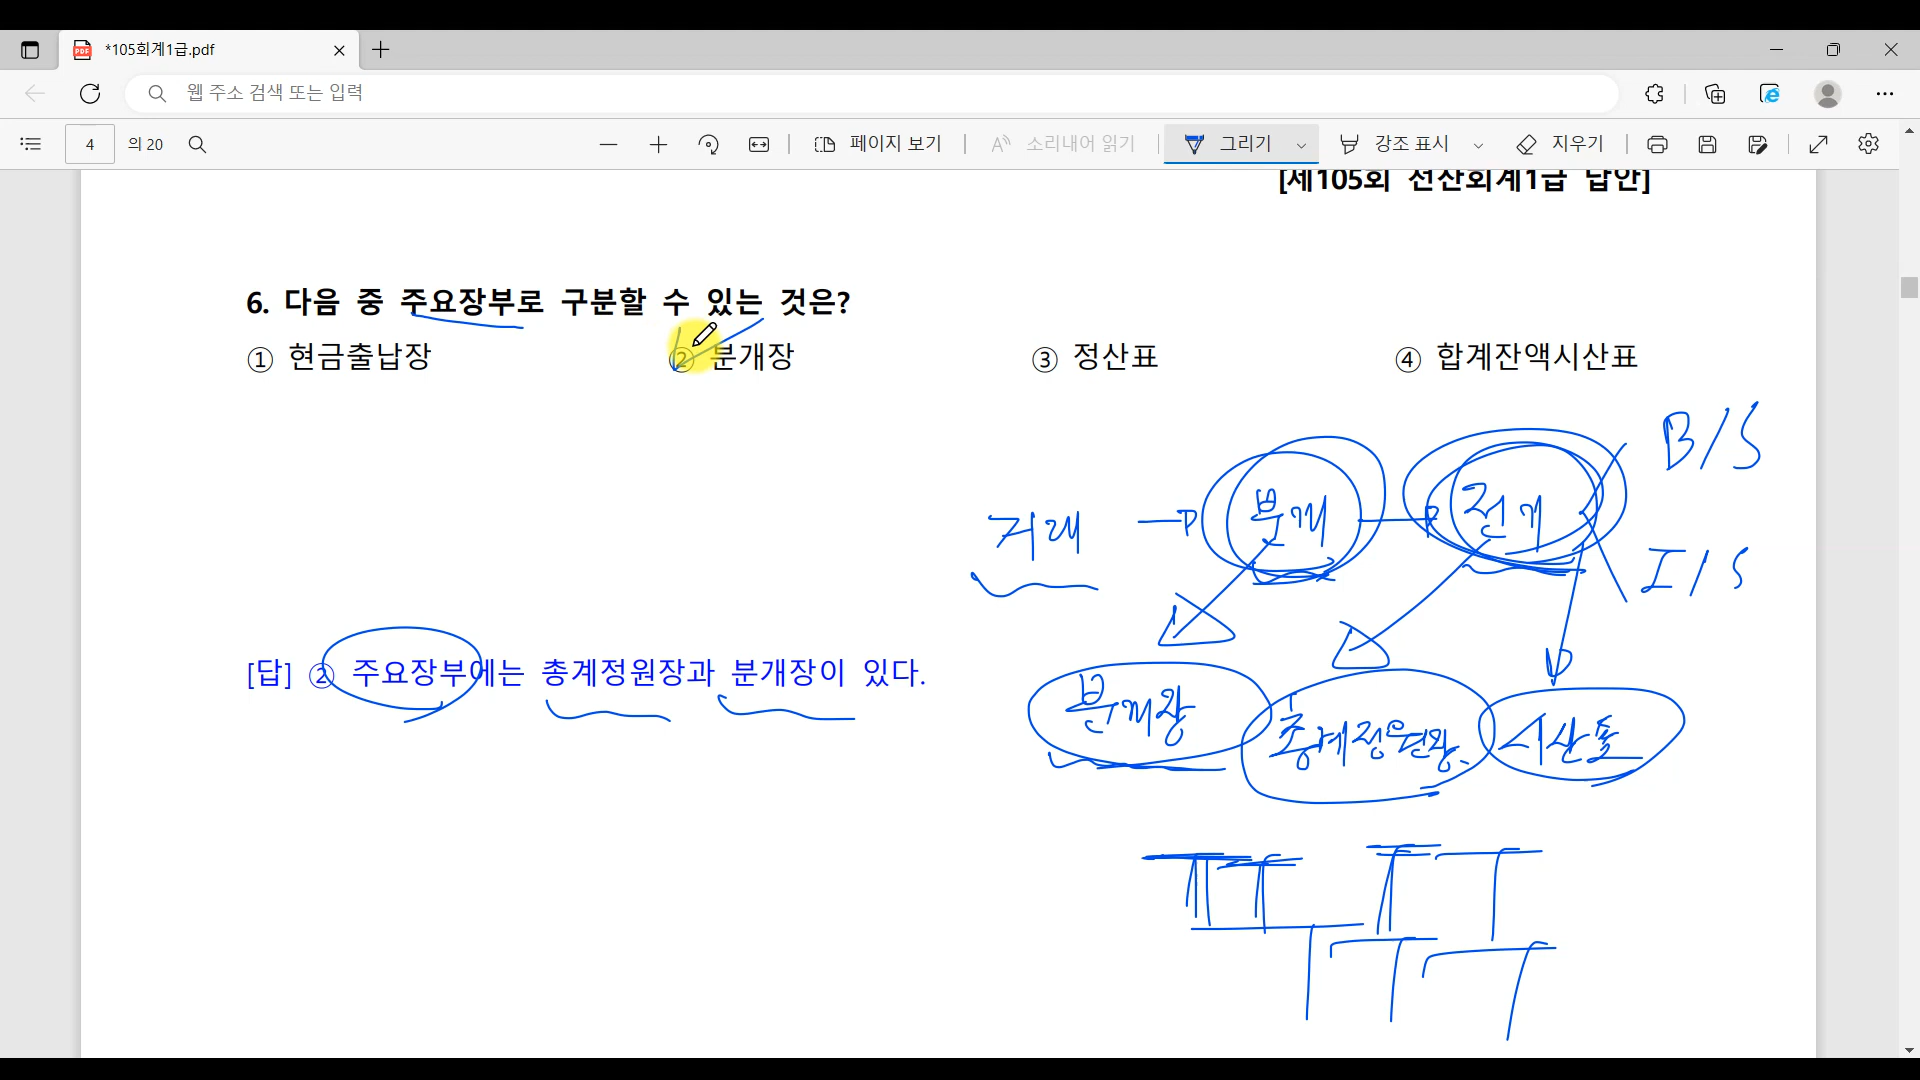 *105회계1급.pdf
웹 주소 검색 또는 입력
4 의 20 페이지 보기 소리내어 읽기 그리기 강조 표시 지우기
[제105회 전산회계1급 답안]
6. 다음 중 주요장부로 구분할 수 있는 것은?
① 현금출납장 ② 분개장 ③ 정산표 ④ 합계잔액시산표
B/S
거래 분개 전기
I/S
[답] ② 주요장부에는 총계정원장과 분개장이 있다.
분개장 총계정원장 시산표